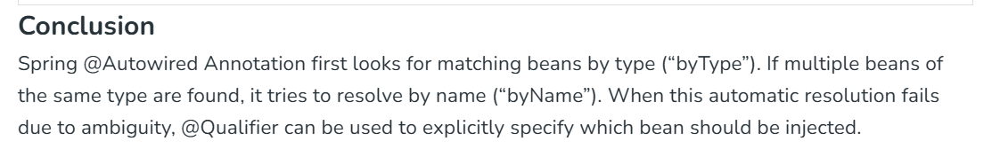 Conclusion
Spring @Autowired Annotation first looks for matching beans by type (“byType”). If multiple beans of
the same type are found, it tries to resolve by name (“byName”). When this automatic resolution fails
due to ambiguity, @Qualifier can be used to explicitly specify which bean should be injected.